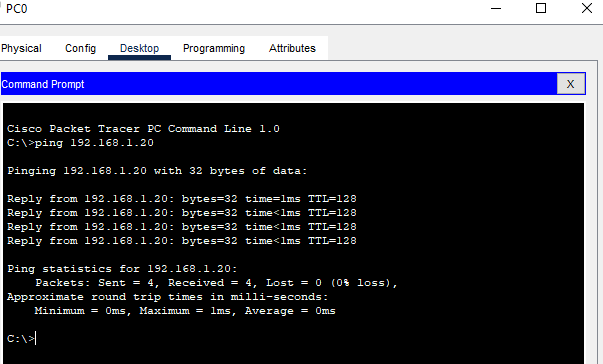 PC0
Physical Config Desktop Programming Attributes
Command Prompt X
Cisco Packet Tracer PC Command Line 1.0
C:\>ping 192.168.1.20
Pinging 192.168.1.20 with 32 bytes of data:
Reply from 192.168.1.20: bytes=32 time=1ms TTL=128
Reply from 192.168.1.20: bytes=32 time<1ms TTL=128
Reply from 192.168.1.20: bytes=32 time<1ms TTL=128
Reply from 192.168.1.20: bytes=32 time<1ms TTL=128
Ping statistics for 192.168.1.20:
Packets: Sent = 4, Received = 4, Lost = 0 (0% loss),
Approximate round trip times in milli-seconds:
Minimum = 0ms, Maximum = 1ms, Average = 0ms
C:\>